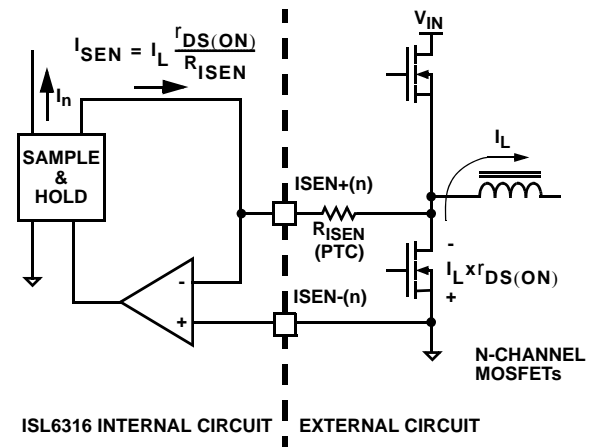 V_IN
I_SEN = I_L r_DS(ON) / R_ISEN
I_n
I_L
SAMPLE
&
HOLD
ISEN+(n)
R_ISEN
(PTC)
-
I_L x r_DS(ON)
+
-
+
ISEN-(n)
N-CHANNEL
MOSFETs
ISL6316 INTERNAL CIRCUIT
EXTERNAL CIRCUIT